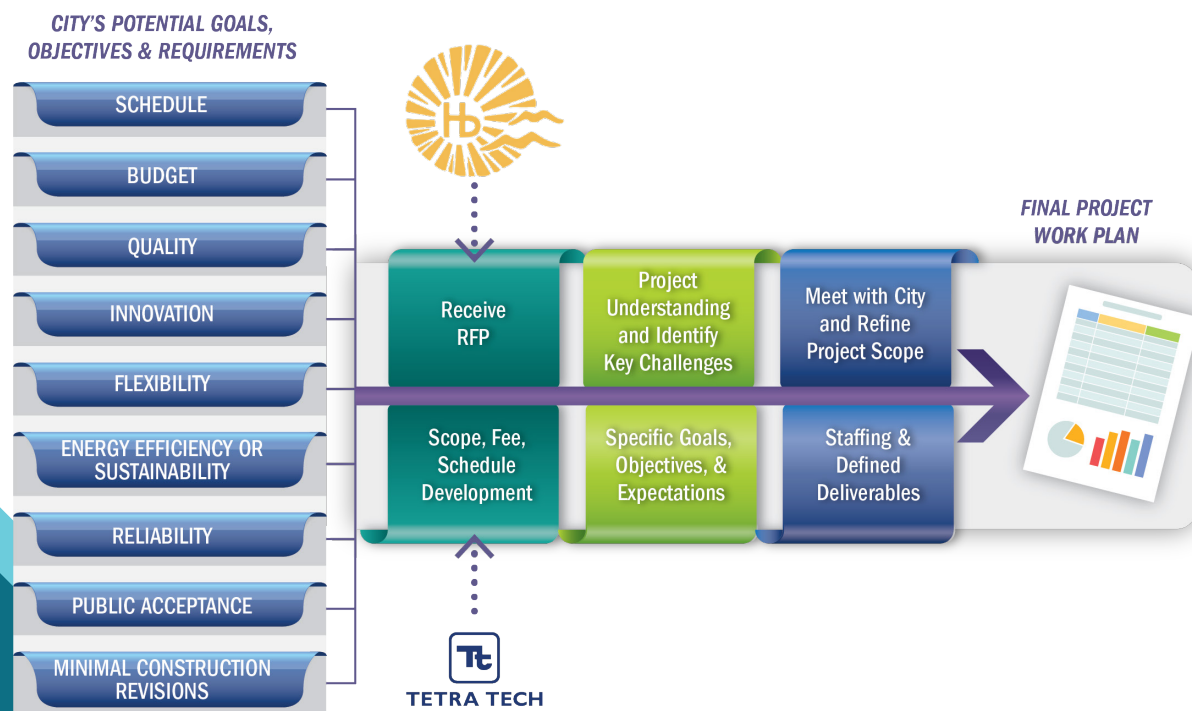 CITY'S POTENTIAL GOALS,
OBJECTIVES & REQUIREMENTS
SCHEDULE
BUDGET
QUALITY
INNOVATION
FLEXIBILITY
ENERGY EFFICIENCY OR
SUSTAINABILITY
RELIABILITY
PUBLIC ACCEPTANCE
MINIMAL CONSTRUCTION
REVISIONS
Hb
Receive
RFP
Project
Understanding
and Identify
Key Challenges
Meet with City
and Refine
Project Scope
Scope, Fee,
Schedule
Development
Specific Goals,
Objectives, &
Expectations
Staffing &
Defined
Deliverables
Tt
TETRA TECH
FINAL PROJECT
WORK PLAN